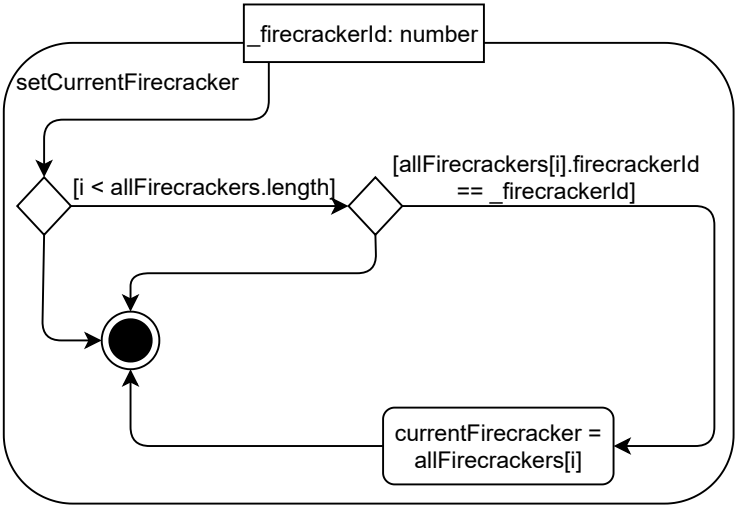 _firecrackerId: number
setCurrentFirecracker
[i < allFirecrackers.length]
[allFirecrackers[i].firecrackerId
== _firecrackerId]
currentFirecracker =
allFirecrackers[i]